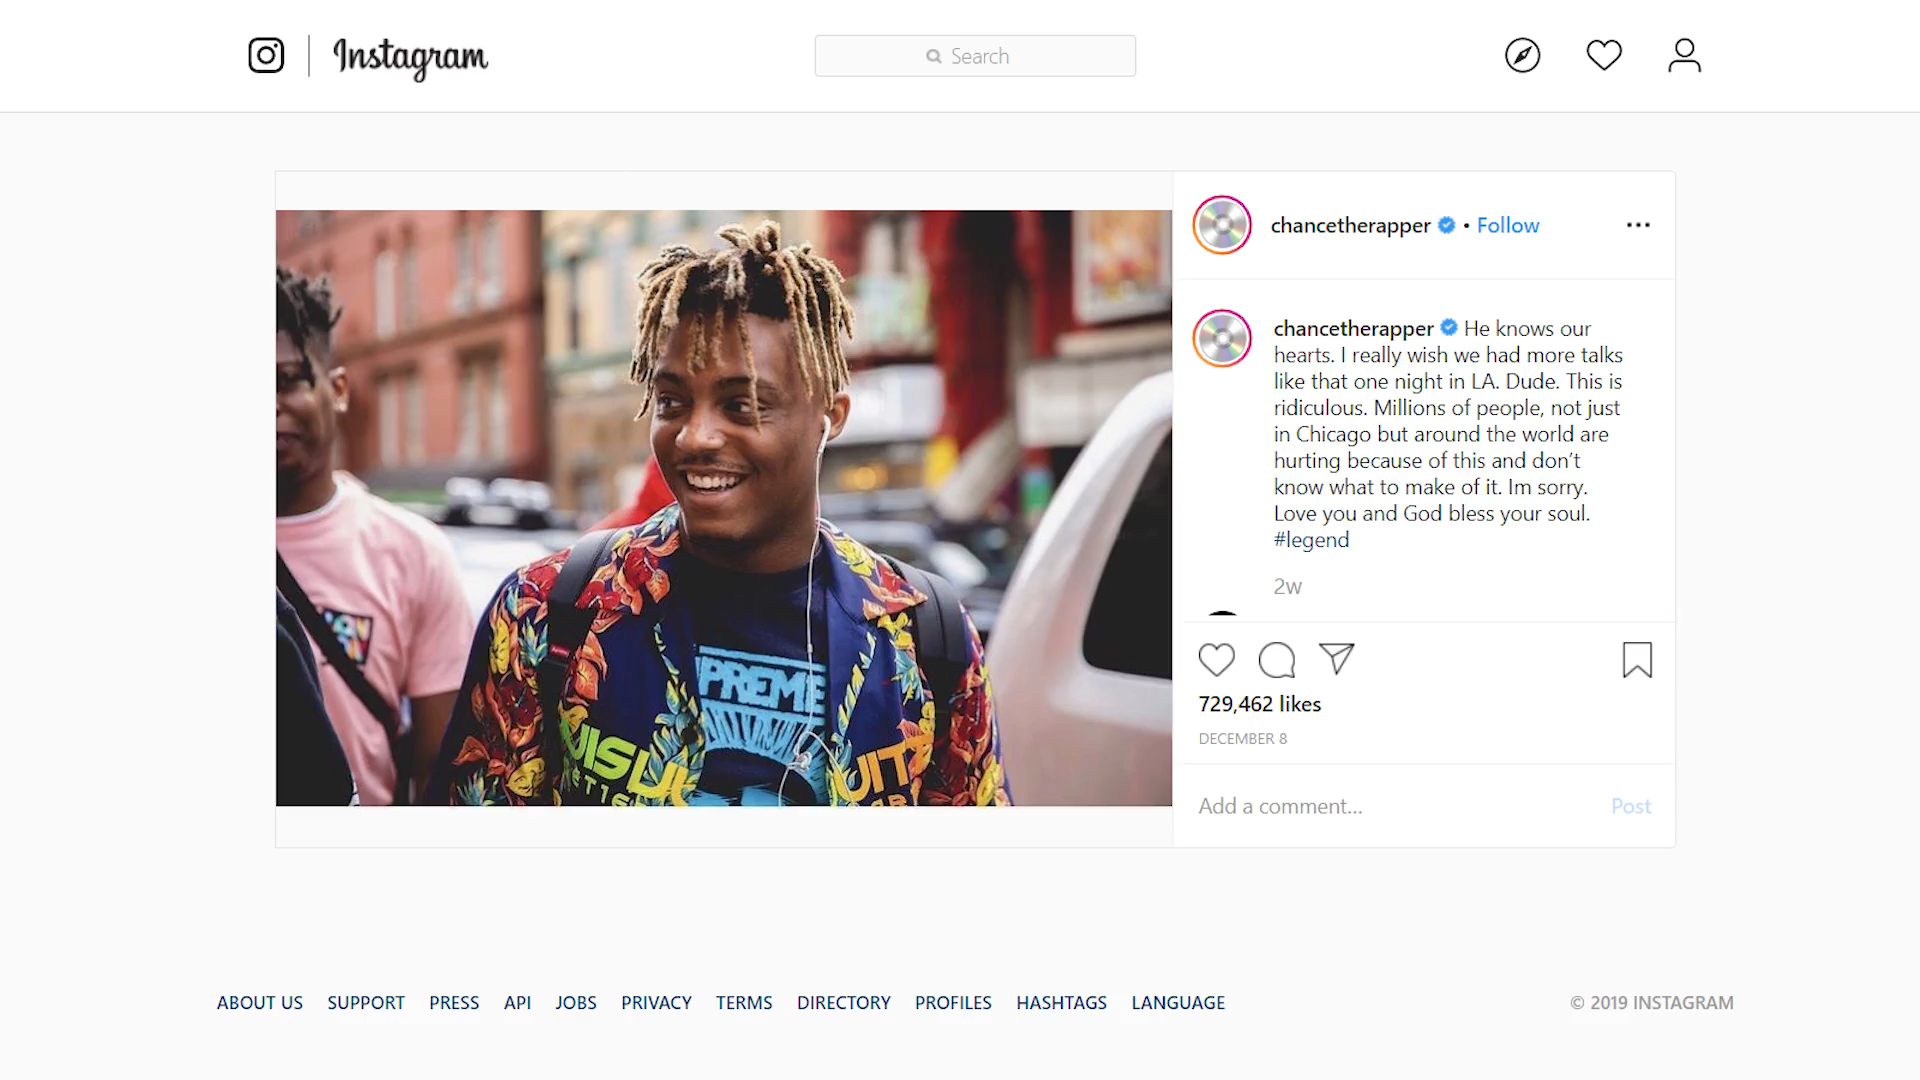 Instagram
Search
chancetherapper • Follow
chancetherapper He knows our
hearts. I really wish we had more talks
like that one night in LA. Dude. This is
ridiculous. Millions of people, not just
in Chicago but around the world are
hurting because of this and don't
know what to make of it. Im sorry.
Love you and God bless your soul.
#legend
2w
PREME
729,462 likes
DECEMBER 8
Add a comment... Post
ABOUT US SUPPORT PRESS API JOBS PRIVACY TERMS DIRECTORY PROFILES HASHTAGS LANGUAGE © 2019 INSTAGRAM